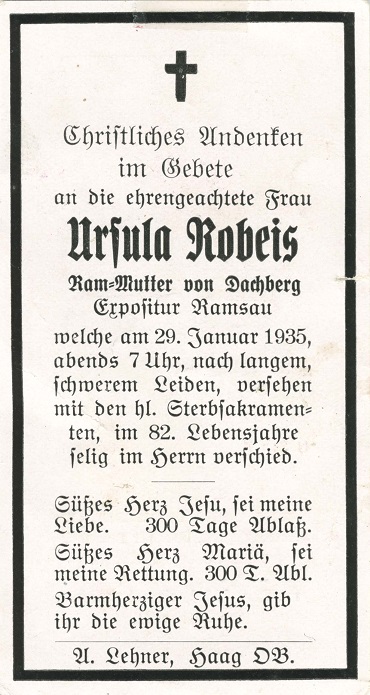 Christliches Andenken
im Gebete
an die ehrengeachtete Frau
Ursula Robeis
Ram-Mutter von Dachberg
Expositur Ramsau
welche am 29. Januar 1935,
abends 7 Uhr, nach langem,
schwerem Leiden, versehen
mit den hl. Sterbsakramen-
ten, im 82. Lebensjahre
selig im Herrn verschied.
Süßes Herz Jesu, sei meine
Liebe. 300 Tage Ablaß.
Süßes Herz Mariä, sei
meine Rettung. 300 T. Abl.
Barmherziger Jesus, gib
ihr die ewige Ruhe.
A. Lehner, Haag OB.